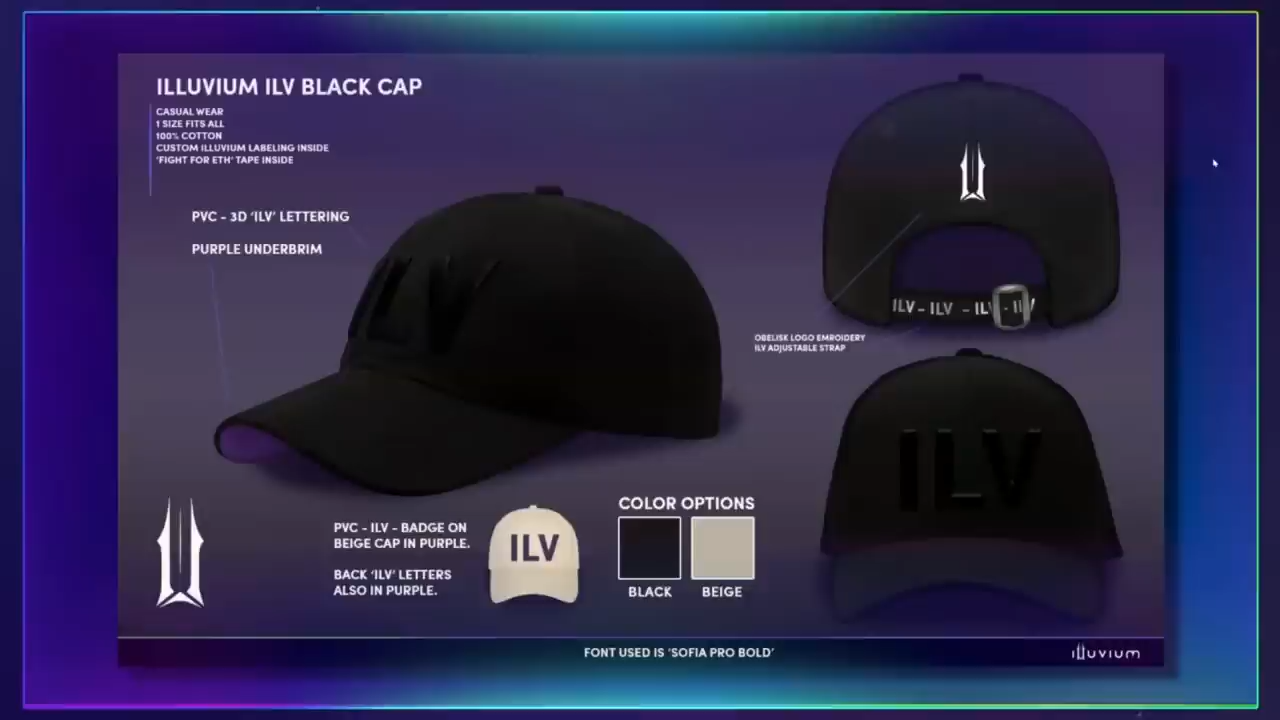 ILLUVIUM ILV BLACK CAP
CASUAL WEAR
1 SIZE FITS ALL
100% COTTON
CUSTOM ILLUVIUM LABELING INSIDE
'FIGHT FOR ETH' TAPE INSIDE
PVC - 3D 'ILV' LETTERING
PURPLE UNDERBRIM
ILV
ILV - ILV - ILV - ILV
OBELISK LOGO EMROIDERY
ILV ADJUSTABLE STRAP
ILV
PVC - ILV - BADGE ON
BEIGE CAP IN PURPLE.
BACK 'ILV' LETTERS
ALSO IN PURPLE.
ILV
COLOR OPTIONS
BLACK
BEIGE
FONT USED IS 'SOFIA PRO BOLD'
illuvium